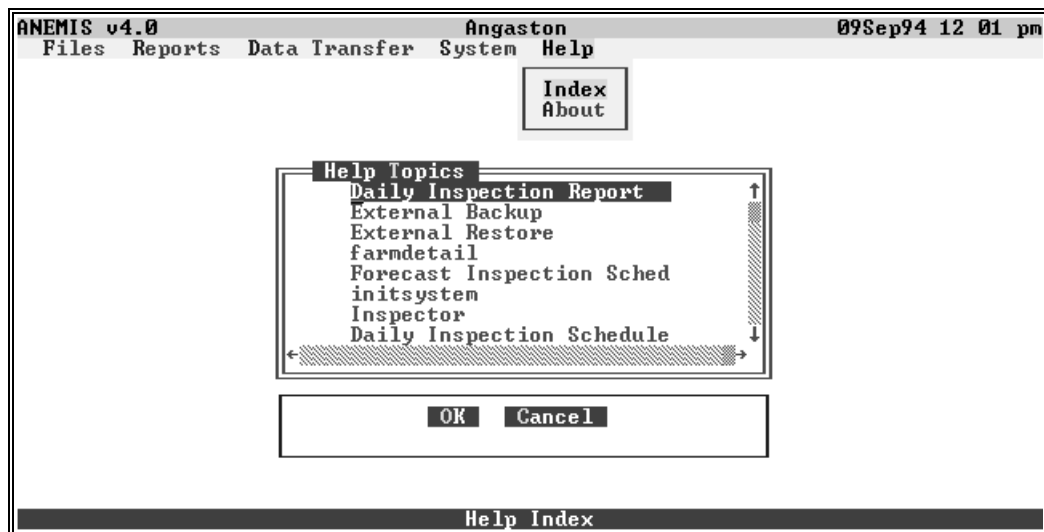 ANEMIS v4.0 Angaston 09Sep94 12 01 pm
Files Reports Data Transfer System Help
Index
About
Help Topics
Daily Inspection Report
External Backup
External Restore
farmdetail
Forecast Inspection Sched
initsystem
Inspector
Daily Inspection Schedule
OK Cancel
Help Index